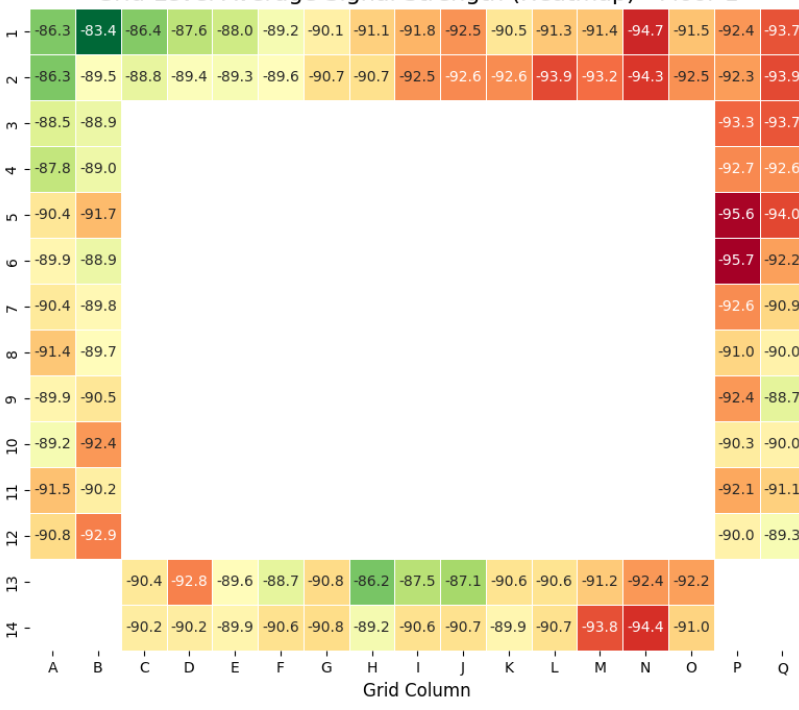 1 -86.3 -83.4 -86.4 -87.6 -88.0 -89.2 -90.1 -91.1 -91.8 -92.5 -90.5 -91.3 -91.4 -94.7 -91.5 -92.4 -93.7
2 -86.3 -89.5 -88.8 -89.4 -89.3 -89.6 -90.7 -90.7 -92.5 -92.6 -92.6 -93.9 -93.2 -94.3 -92.5 -92.3 -93.9
3 -88.5 -88.9 -93.3 -93.7
4 -87.8 -89.0 -92.7 -92.6
5 -90.4 -91.7 -95.6 -94.0
6 -89.9 -88.9 -95.7 -92.2
7 -90.4 -89.8 -92.6 -90.9
8 -91.4 -89.7 -91.0 -90.0
9 -89.9 -90.5 -92.4 -88.7
10 -89.2 -92.4 -90.3 -90.0
11 -91.5 -90.2 -92.1 -91.1
12 -90.8 -92.9 -90.0 -89.3
13 -90.4 -92.8 -89.6 -88.7 -90.8 -86.2 -87.5 -87.1 -90.6 -90.6 -91.2 -92.4 -92.2
14 -90.2 -90.2 -89.9 -90.6 -90.8 -89.2 -90.6 -90.7 -89.9 -90.7 -93.8 -94.4 -91.0
A B C D E F G H I J K L M N O P Q
Grid Column